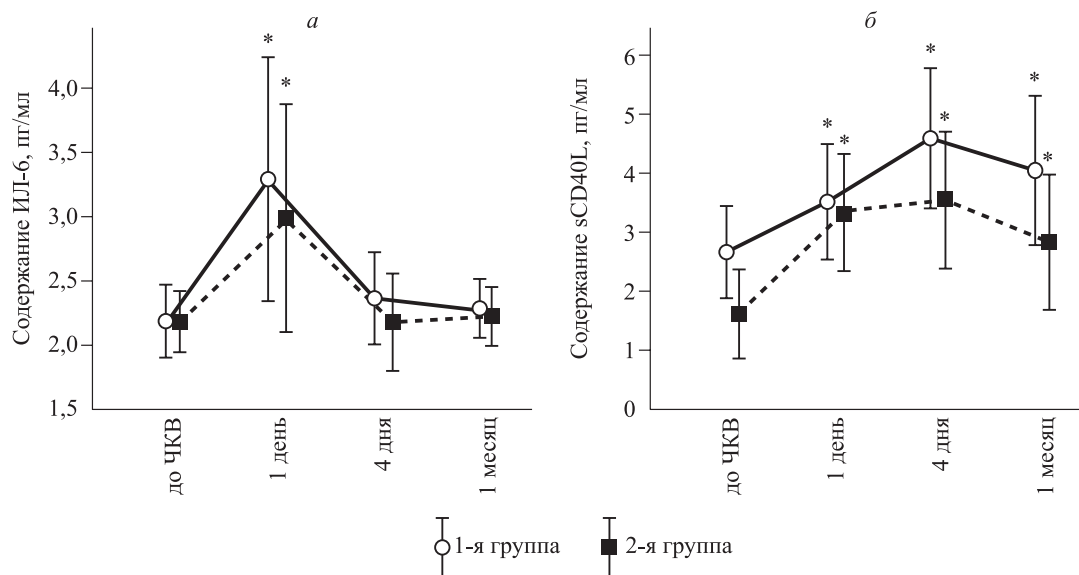 а
Содержание ИЛ-6, пг/мл
4,0
3,5
3,0
2,5
2,0
1,5
* *
до ЧКВ
1 день
4 дня
1 месяц
б
Содержание sCD40L, пг/мл
6
5
4
3
2
1
0
* * * * * *
до ЧКВ
1 день
4 дня
1 месяц
1-я группа
2-я группа